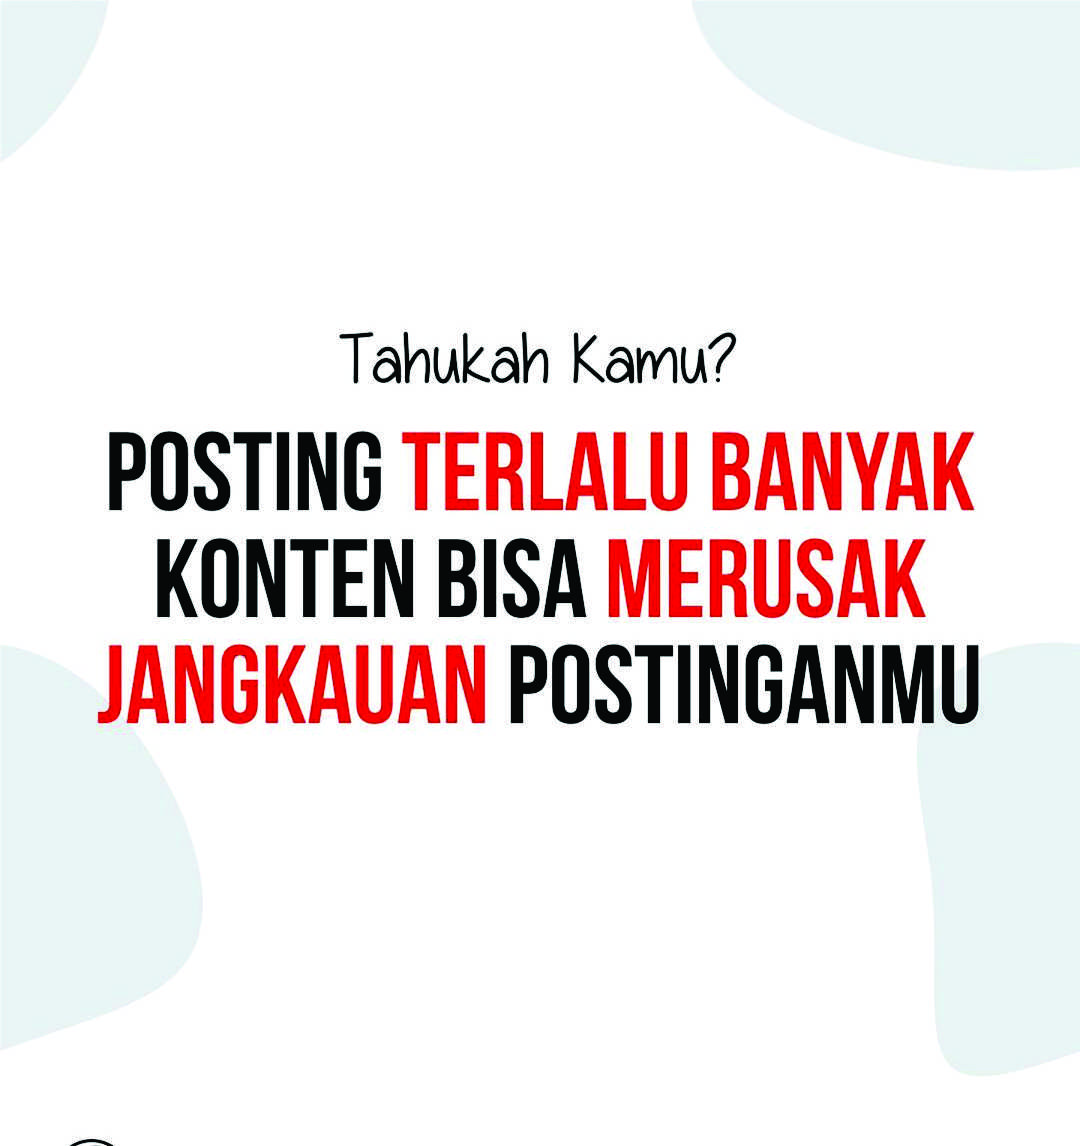 Tahukah Kamu?
POSTING TERLALU BANYAK
KONTEN BISA MERUSAK
JANGKAUAN POSTINGANMU